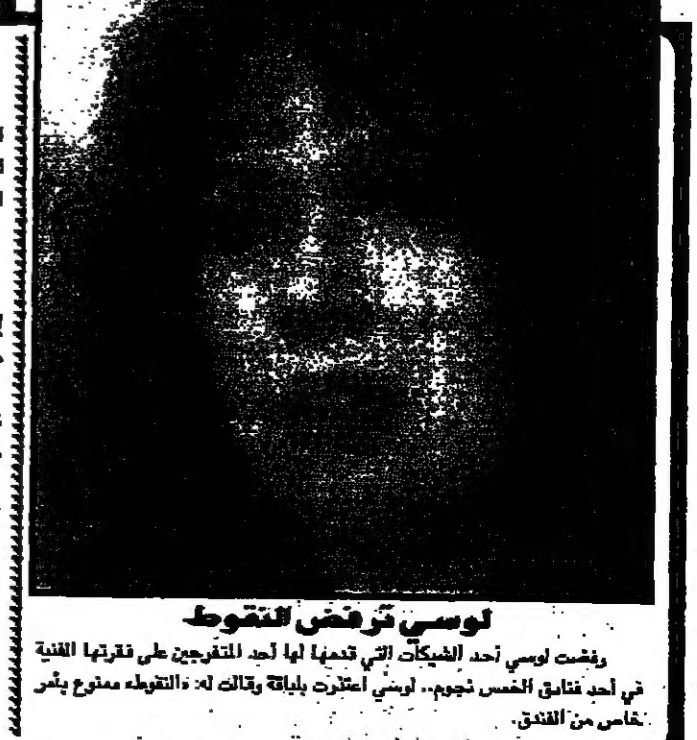 لوسي ترفض النقوط
رفضت لوسي أحد الشيكات التي قدمها لها أحد المتفرجين على فقرتها الفنية
في أحد فنادق الخمس نجوم.. لوسي اعتذرت بلباقة وقالت له: «النقوط» ممنوع بأمر
خاص من الفندق.